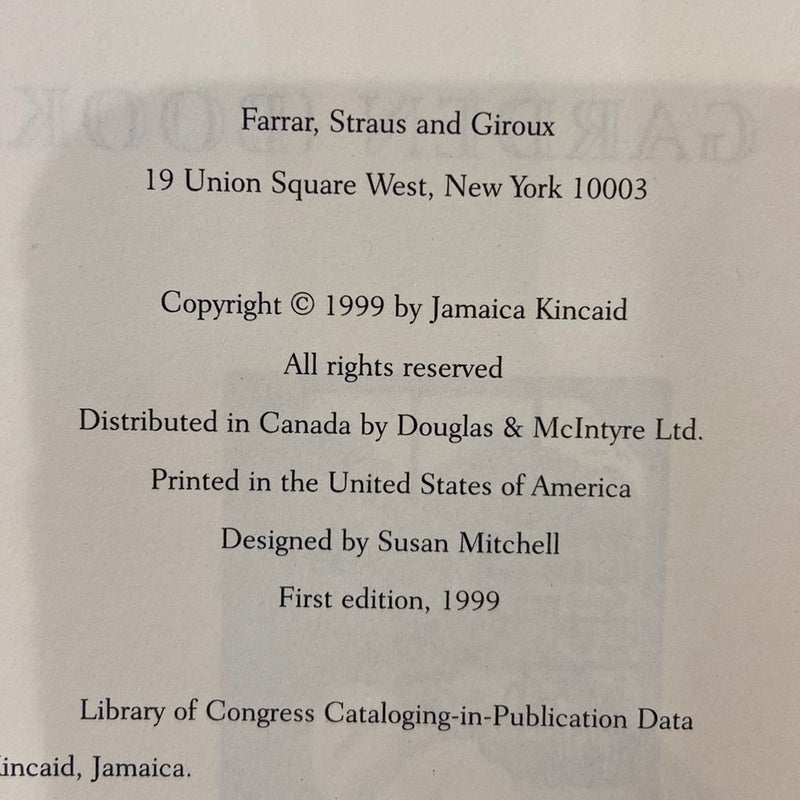 GARDEN (BOOK
Farrar, Straus and Giroux
19 Union Square West, New York 10003
Copyright © 1999 by Jamaica Kincaid
All rights reserved
Distributed in Canada by Douglas & McIntyre Ltd.
Printed in the United States of America
Designed by Susan Mitchell
First edition, 1999
Library of Congress Cataloging-in-Publication Data
incaid, Jamaica.